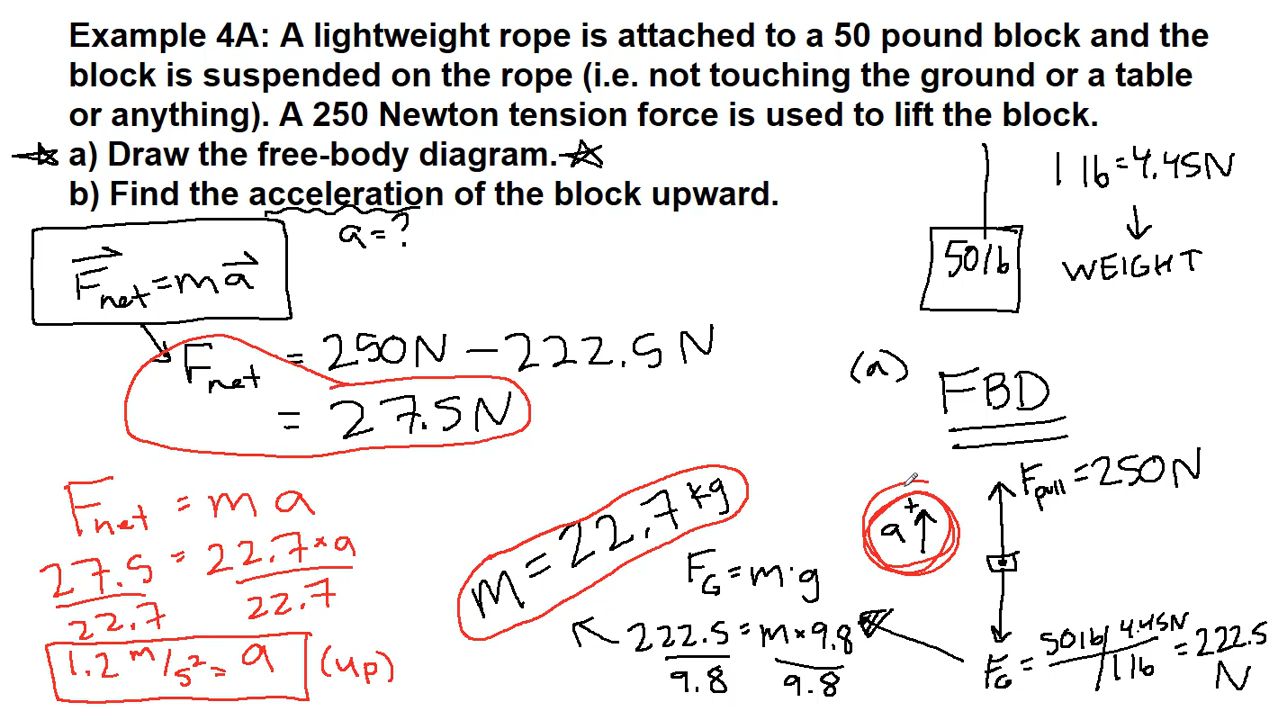 Example 4A: A lightweight rope is attached to a 50 pound block and the
block is suspended on the rope (i.e. not touching the ground or a table
or anything). A 250 Newton tension force is used to lift the block.
a) Draw the free-body diagram.
b) Find the acceleration of the block upward.
a = ?
1 lb = 4.45N
WEIGHT
50 lb
Fnet = ma
Fnet = 250N - 222.5 N
= 27.5N
(a) FBD
Fpull = 250N
a + ↑
FG = 50lb/ 4.45N / 1 lb = 222.5 N
FG = m·g
222.5 = m × 9.8
9.8 9.8
m = 22.7 kg
Fnet = ma
27.5 = 22.7 × a
22.7 22.7
1.2 m/s² = a (up)